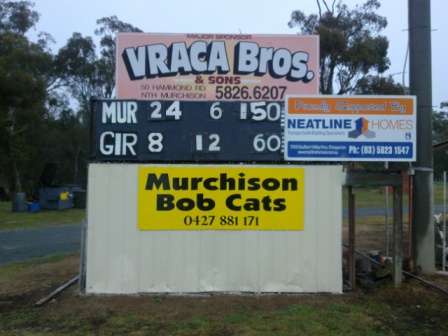 MAJOR SPONSOR
VRACA Bros.
& SONS
50 HAMMOND RD
NTH MURCHISON
5826.6207
MUR 24 6 150
GIR 8 12 60
Proudly Supported By
NEATLINE HOMES
Ph: (03) 5823 1547
Murchison
Bob Cats
0427 881 171